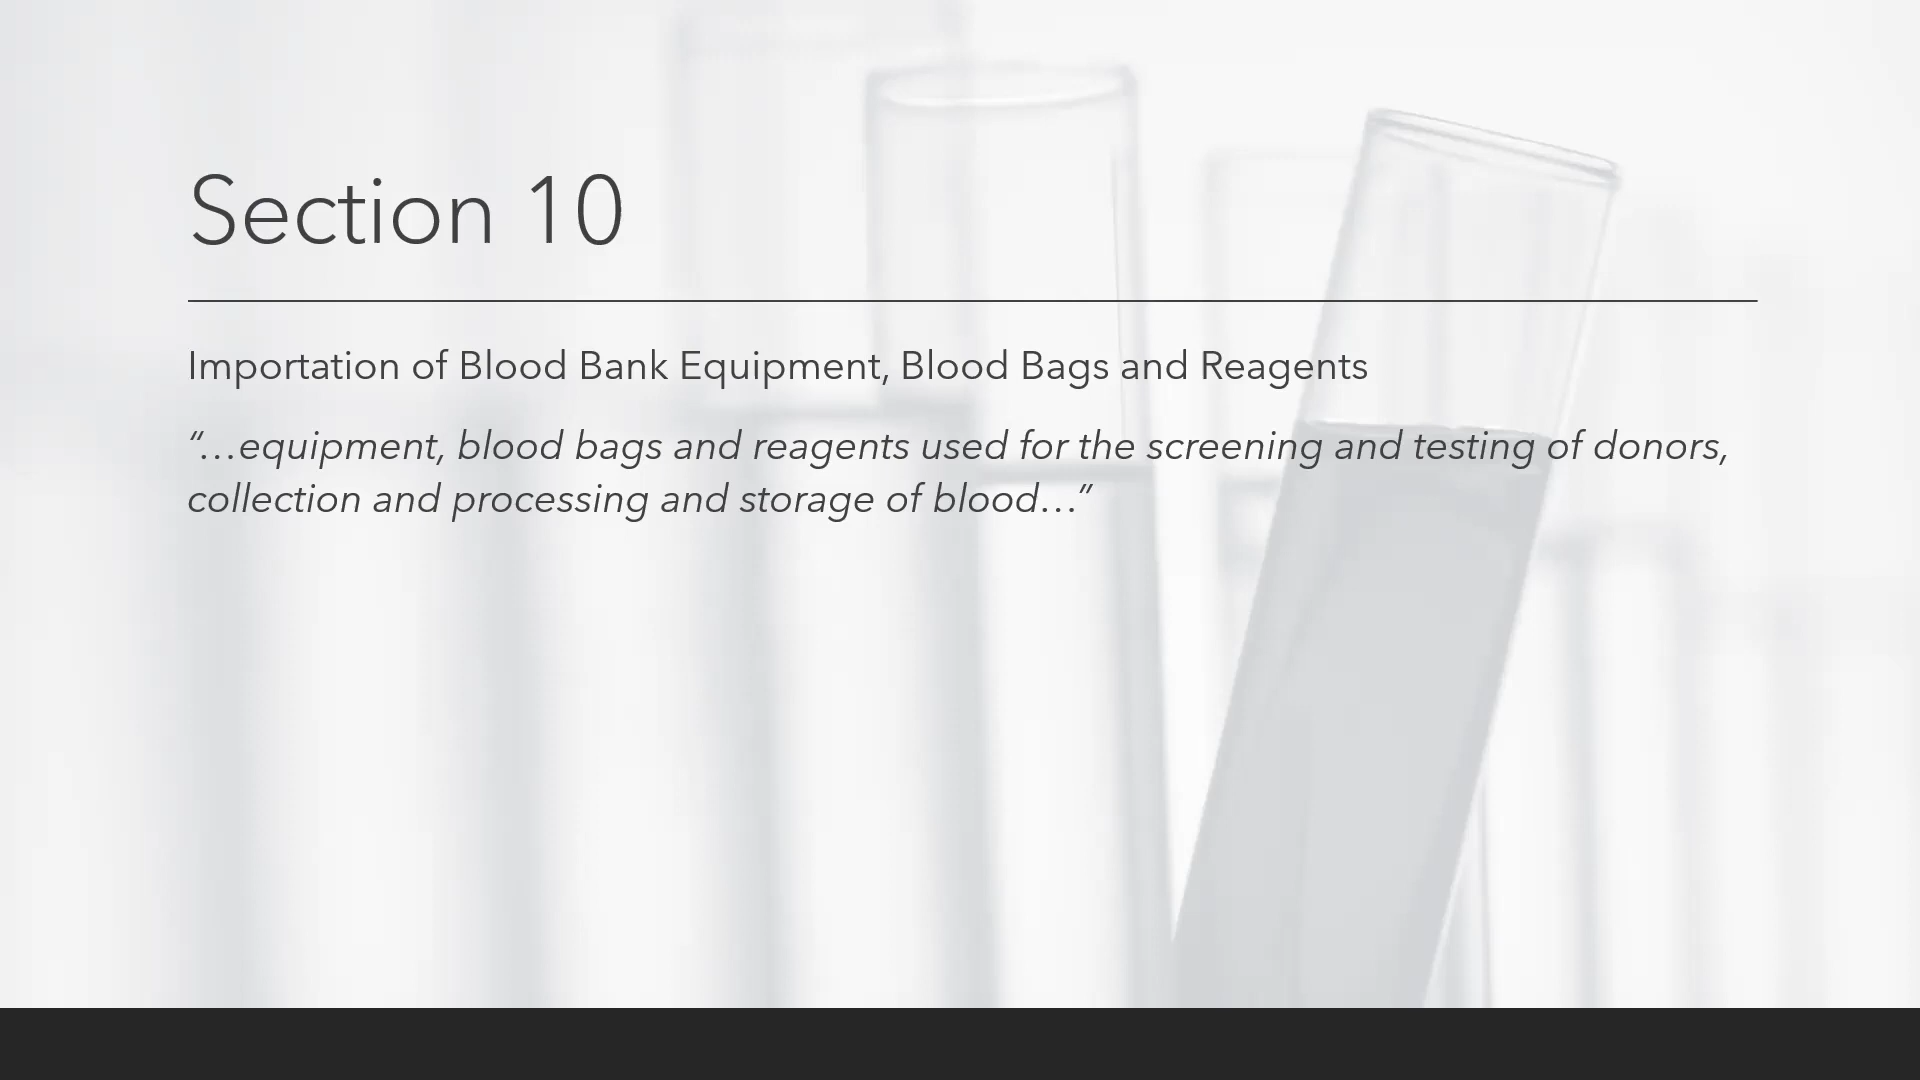 Section 10
Importation of Blood Bank Equipment, Blood Bags and Reagents
“…equipment, blood bags and reagents used for the screening and testing of donors,
collection and processing and storage of blood…”